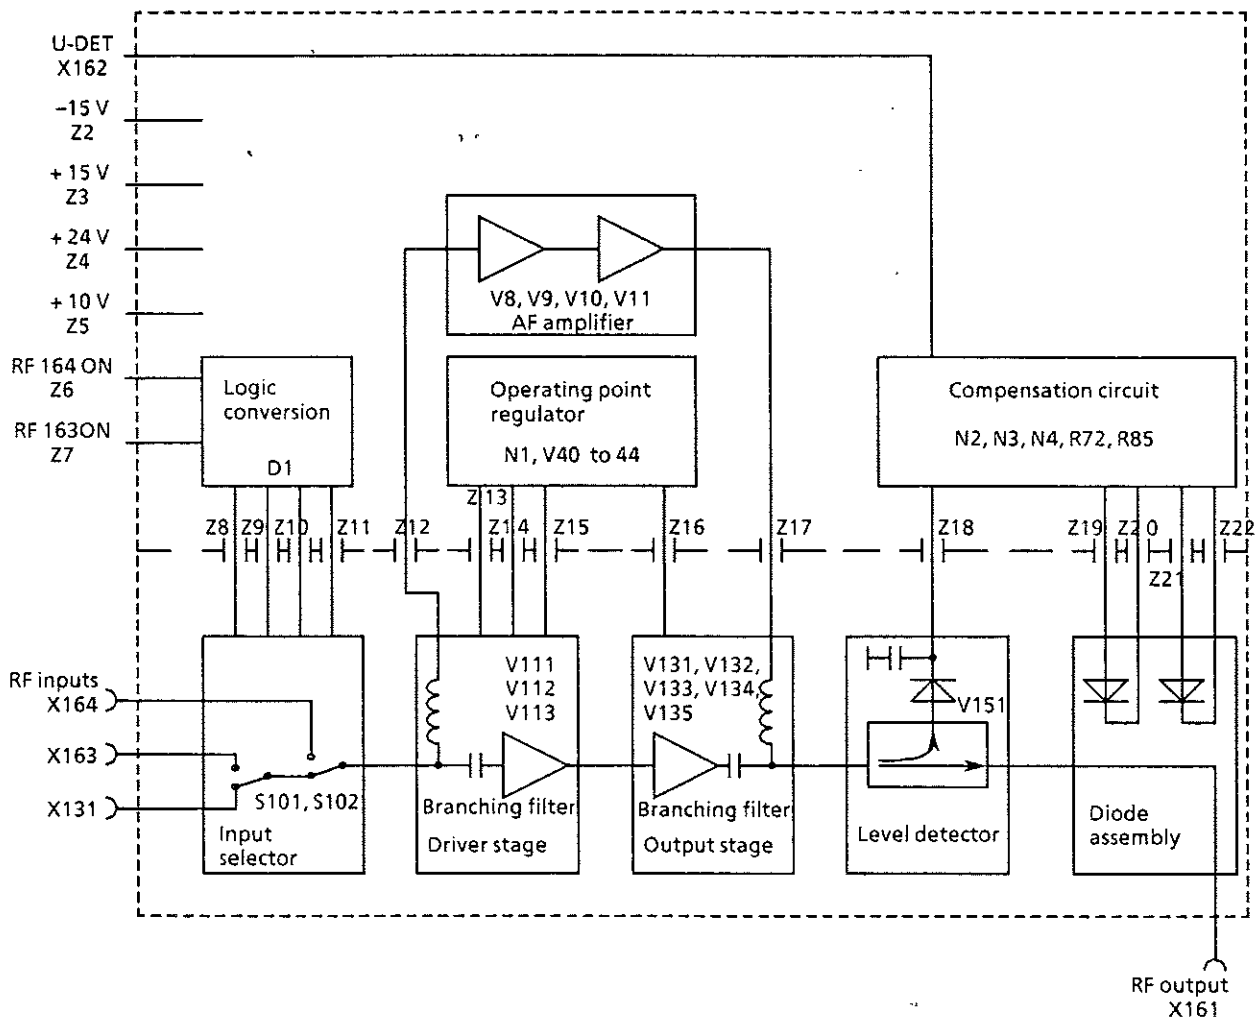 U-DET
X162
–15 V
Z2
+ 15 V
Z3
+ 24 V
Z4
+ 10 V
Z5
RF 164 ON
Z6
RF 163ON
Z7
V8, V9, V10, V11
AF amplifier
Logic
conversion
D1
Operating point
regulator
N1, V40 to 44
Compensation circuit
N2, N3, N4, R72, R85
Z8
Z9
Z10
Z11
Z12
Z13
Z14
Z15
Z16
Z17
Z18
Z19
Z20
Z21
Z22
RF inputs
X164
X163
X131
S101, S102
Input
selector
V111
V112
V113
Branching filter
Driver stage
V131, V132,
V133, V134,
V135
Branching filter
Output stage
V151
Level detector
Diode
assembly
RF output
X161